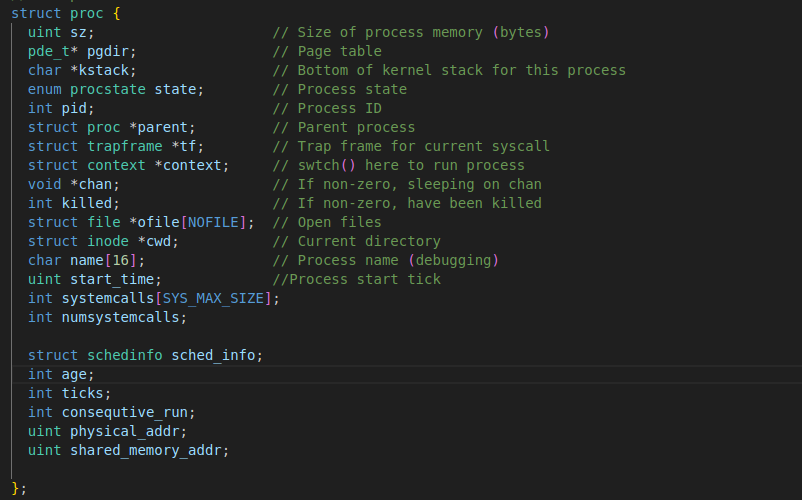 struct proc {
  uint sz;                     // Size of process memory (bytes)
  pde_t* pgdir;                // Page table
  char *kstack;                // Bottom of kernel stack for this process
  enum procstate state;        // Process state
  int pid;                     // Process ID
  struct proc *parent;         // Parent process
  struct trapframe *tf;        // Trap frame for current syscall
  struct context *context;     // swtch() here to run process
  void *chan;                  // If non-zero, sleeping on chan
  int killed;                  // If non-zero, have been killed
  struct file *ofile[NOFILE];  // Open files
  struct inode *cwd;           // Current directory
  char name[16];               // Process name (debugging)
  uint start_time;             //Process start tick
  int systemcalls[SYS_MAX_SIZE];
  int numsystemcalls;

  struct schedinfo sched_info;
  int age;
  int ticks;
  int consequtive_run;
  uint physical_addr;
  uint shared_memory_addr;

};